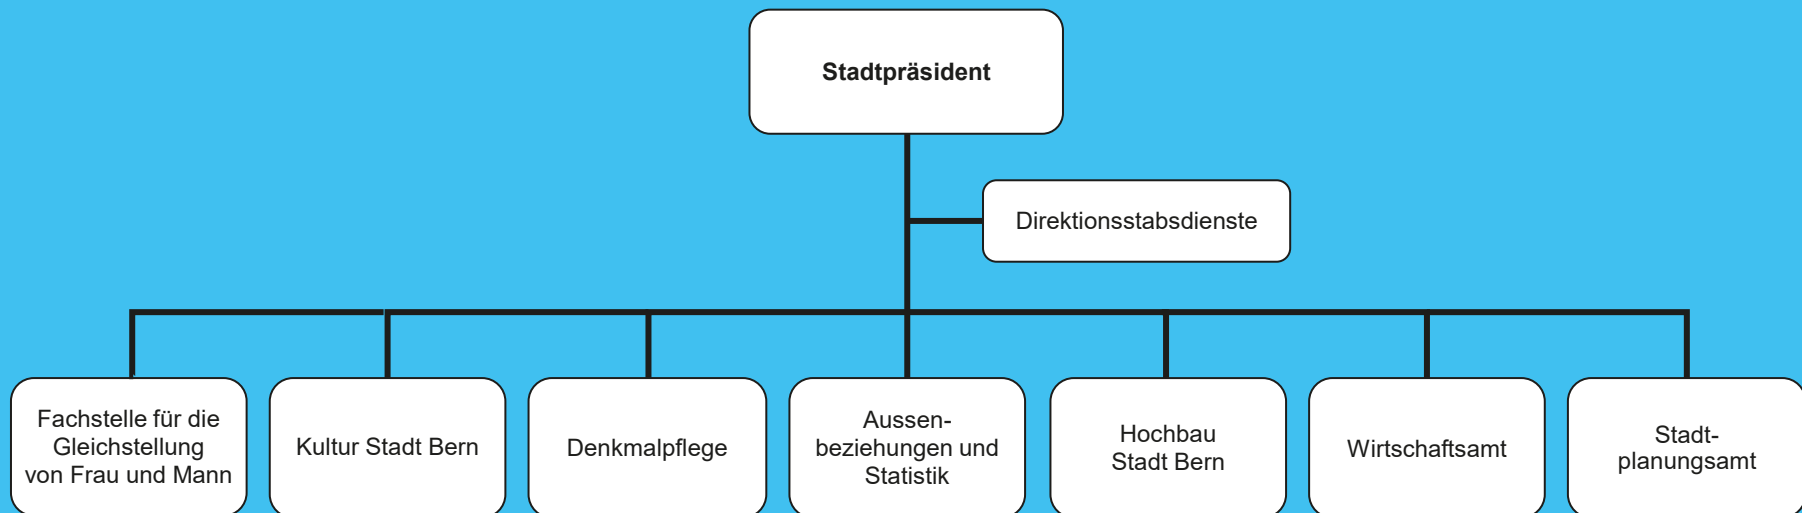 Stadtpräsident
Direktionsstabsdienste
Fachstelle für die
Gleichstellung
von Frau und Mann
Kultur Stadt Bern
Denkmalpflege
Aussen-
beziehungen und
Statistik
Hochbau
Stadt Bern
Wirtschaftsamt
Stadt-
planungsamt